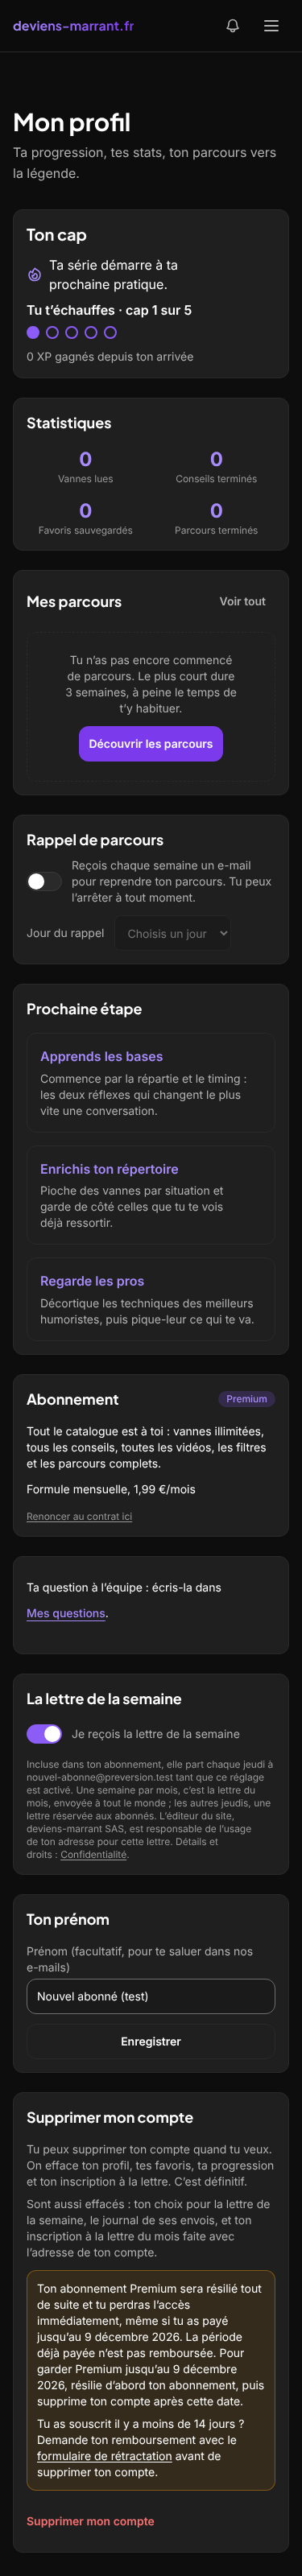 deviens-marrant.fr
Mon profil
Ta progression, tes stats, ton parcours vers
la légende.
Ton cap
Ta série démarre à ta
prochaine pratique.
Tu t’échauffes · cap 1 sur 5
0 XP gagnés depuis ton arrivée
Statistiques
0
Vannes lues
0
Conseils terminés
0
Favoris sauvegardés
0
Parcours terminés
Mes parcours
Voir tout
Tu n’as pas encore commencé
de parcours. Le plus court dure
3 semaines, à peine le temps de
t’y habituer.
Découvrir les parcours
Rappel de parcours
Reçois chaque semaine un e-mail
pour reprendre ton parcours. Tu peux
l’arrêter à tout moment.
Jour du rappel
Choisis un jour
Prochaine étape
Apprends les bases
Commence par la répartie et le timing :
les deux réflexes qui changent le plus
vite une conversation.
Enrichis ton répertoire
Pioche des vannes par situation et
garde de côté celles que tu te vois
déjà ressortir.
Regarde les pros
Décortique les techniques des meilleurs
humoristes, puis pique-leur ce qui te va.
Abonnement
Premium
Tout le catalogue est à toi : vannes illimitées,
tous les conseils, toutes les vidéos, les filtres
et les parcours complets.
Formule mensuelle, 1,99 €/mois
Renoncer au contrat ici
Ta question à l’équipe : écris-la dans
Mes questions.
La lettre de la semaine
Je reçois la lettre de la semaine
Incluse dans ton abonnement, elle part chaque jeudi à
nouvel-abonne@preversion.test tant que ce réglage
est activé. Une semaine par mois, c’est la lettre du
mois, envoyée à tout le monde ; les autres jeudis, une
lettre réservée aux abonnés. L’éditeur du site,
deviens-marrant SAS, est responsable de l’usage
de ton adresse pour cette lettre. Détails et
droits : Confidentialité.
Ton prénom
Prénom (facultatif, pour te saluer dans nos
e-mails)
Nouvel abonné (test)
Enregistrer
Supprimer mon compte
Tu peux supprimer ton compte quand tu veux.
On efface ton profil, tes favoris, ta progression
et ton inscription à la lettre. C’est définitif.
Sont aussi effacés : ton choix pour la lettre de
la semaine, le journal de ses envois, et ton
inscription à la lettre du mois faite avec
l’adresse de ton compte.
Ton abonnement Premium sera résilié tout
de suite et tu perdras l’accès
immédiatement, même si tu as payé
jusqu’au 9 décembre 2026. La période
déjà payée n’est pas remboursée. Pour
garder Premium jusqu’au 9 décembre
2026, résilie d’abord ton abonnement, puis
supprime ton compte après cette date.
Tu as souscrit il y a moins de 14 jours ?
Demande ton remboursement avec le
formulaire de rétractation avant de
supprimer ton compte.
Supprimer mon compte